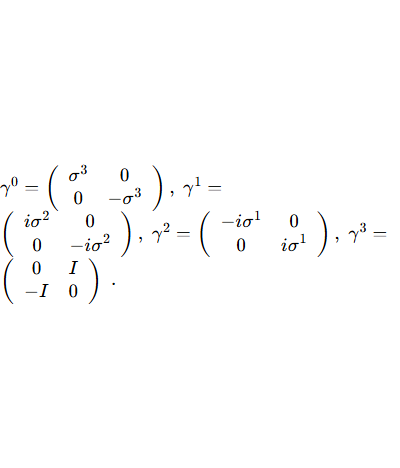 γ⁰ = ( σ³ 0 ; 0 −σ³ ) , γ¹ =
( iσ² 0 ; 0 −iσ² ) , γ² = ( −iσ¹ 0 ; 0 iσ¹ ) , γ³ =
( 0 I ; −I 0 ) .